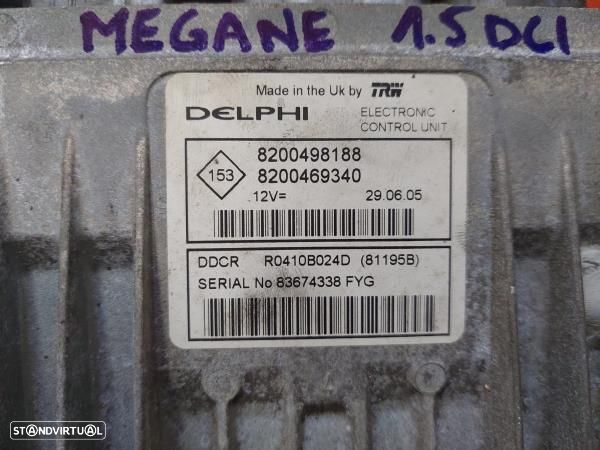 MEGANE 1.5 DCI
Made in the Uk by TRW
DELPHI ELECTRONIC
CONTROL UNIT
153
8200498188
8200469340
12V= 29.06.05
DDCR R0410B024D (81195B)
SERIAL No 83674338 FYG
STANDVIRTUAL